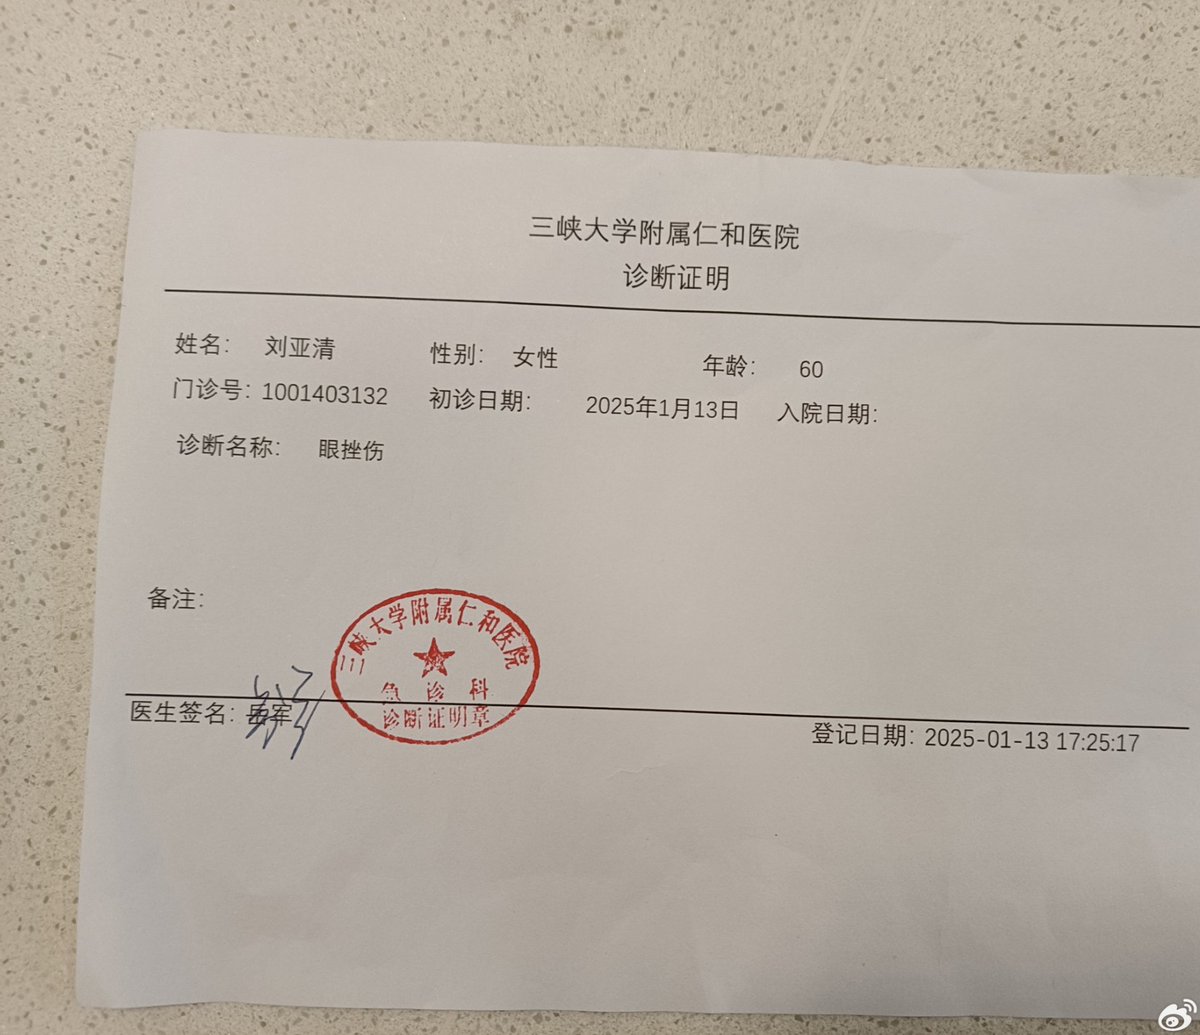 三峡大学附属仁和医院
诊断证明
姓名： 刘亚清 性别： 女性 年龄： 60
门诊号：1001403132 初诊日期： 2025年1月13日 入院日期：
诊断名称： 眼挫伤
备注：
三峡大学附属仁和医院
急诊科
诊断证明章
医生签名：岳军
登记日期：2025-01-13 17:25:17